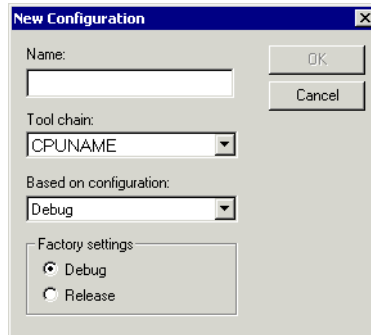 New Configuration
Name:
OK
Cancel
Tool chain:
CPUNAME
Based on configuration:
Debug
Factory settings
Debug
Release